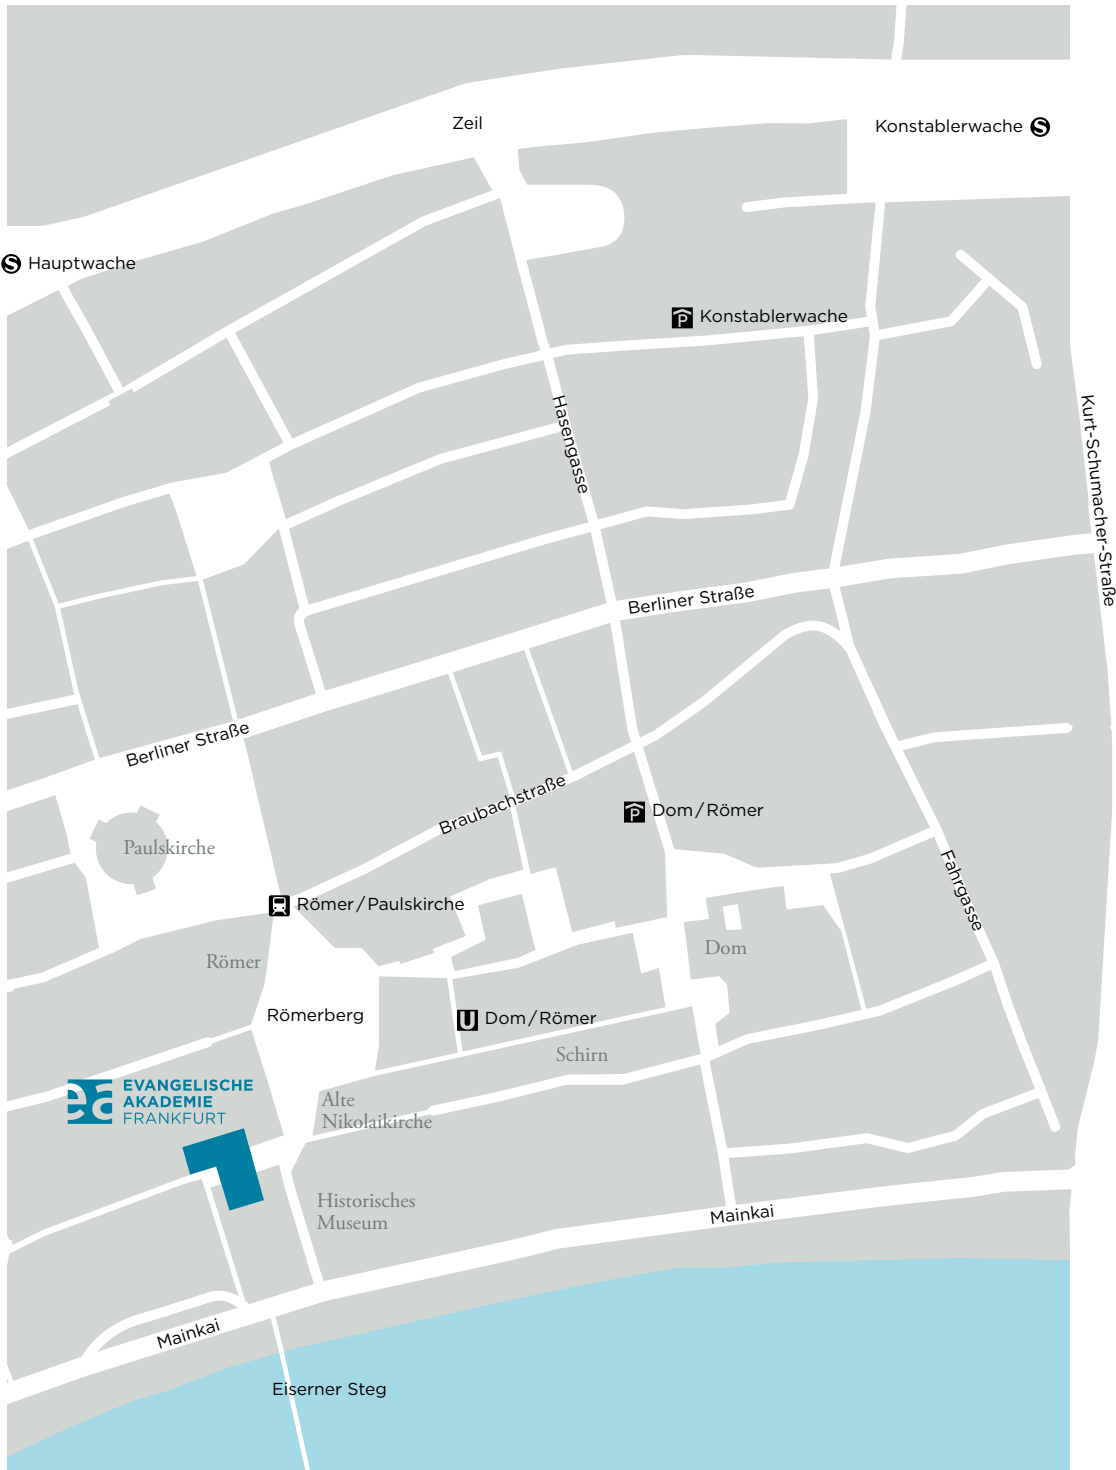 Zeil
Konstablerwache S
S Hauptwache
P Konstablerwache
Hasengasse
Kurt-Schumacher-Straße
Berliner Straße
Berliner Straße
Braubachstraße
P Dom/Römer
Paulskirche
Fahrgasse
Römer/Paulskirche
Römer
Dom
Römerberg
U Dom/Römer
Schirn
ea EVANGELISCHE
AKADEMIE
FRANKFURT
Alte
Nikolaikirche
Historisches
Museum
Mainkai
Mainkai
Eiserner Steg